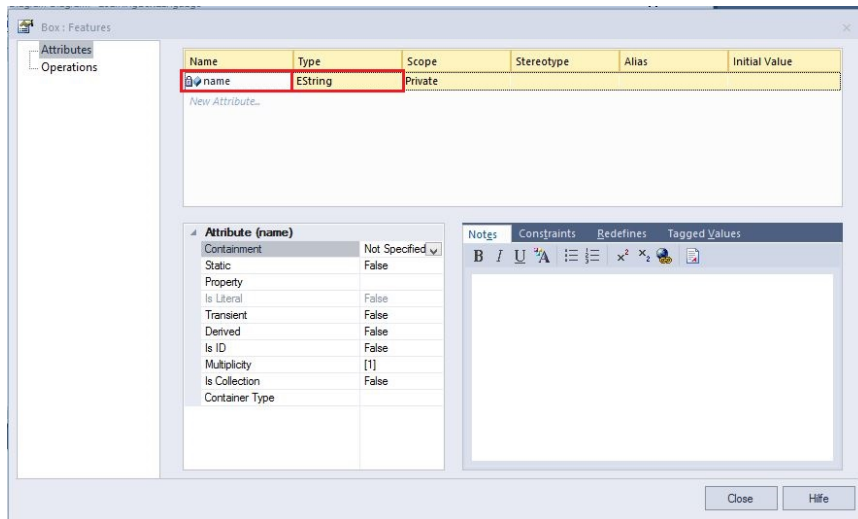 Box : Features
Attributes
Operations
Name Type Scope Stereotype Alias Initial Value
name EString Private
New Attribute...
Attribute (name)
Containment Not Specified
Static False
Property
Is Literal False
Transient False
Derived False
Is ID False
Multiplicity [1]
Is Collection False
Container Type
Notes Constraints Redefines Tagged Values
B I U A x² x₂
Close Hilfe